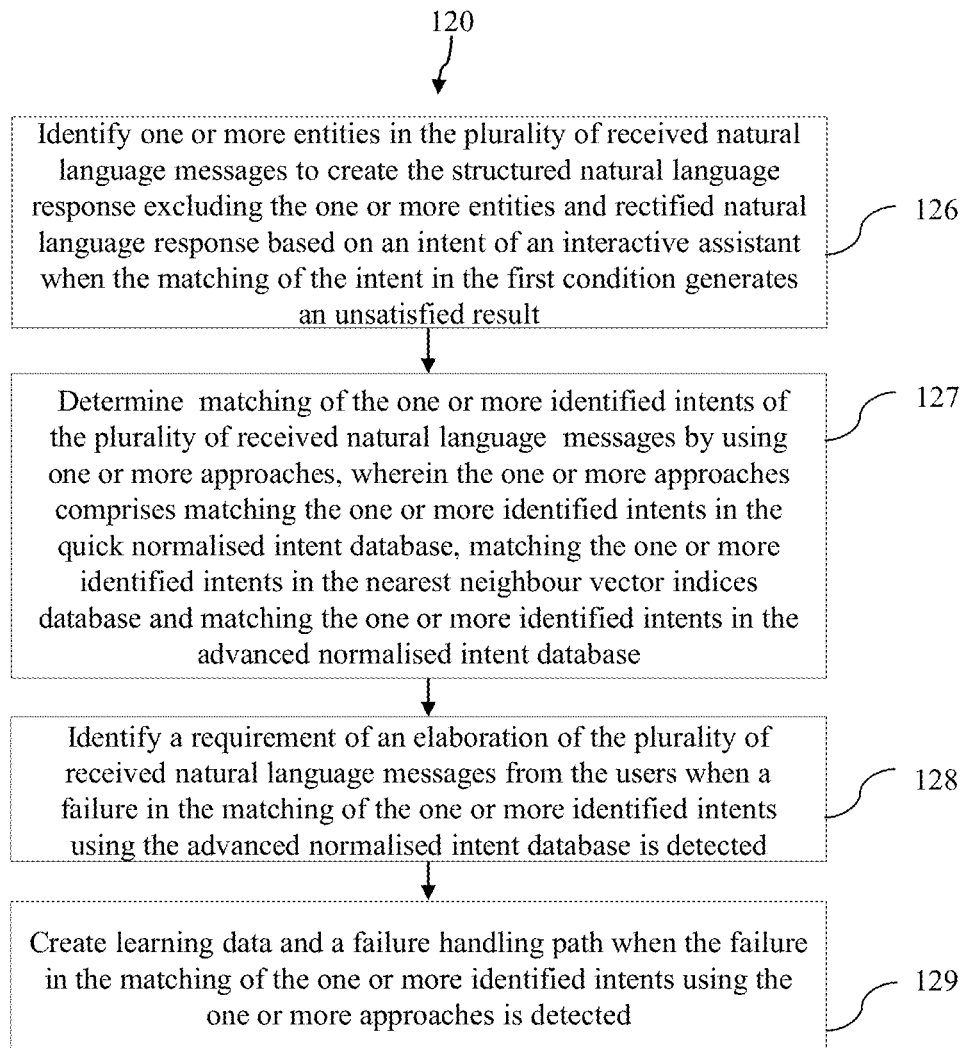 120
Identify one or more entities in the plurality of received natural
language messages to create the structured natural language
response excluding the one or more entities and rectified natural
language response based on an intent of an interactive assistant
when the matching of the intent in the first condition generates
an unsatisfied result
126
Determine matching of the one or more identified intents of
the plurality of received natural language messages by using
one or more approaches, wherein the one or more approaches
comprises matching the one or more identified intents in the
quick normalised intent database, matching the one or more
identified intents in the nearest neighbour vector indices
database and matching the one or more identified intents in the
advanced normalised intent database
127
Identify a requirement of an elaboration of the plurality of
received natural language messages from the users when a
failure in the matching of the one or more identified intents
using the advanced normalised intent database is detected
128
Create learning data and a failure handling path when the failure
in the matching of the one or more identified intents using the
one or more approaches is detected
129